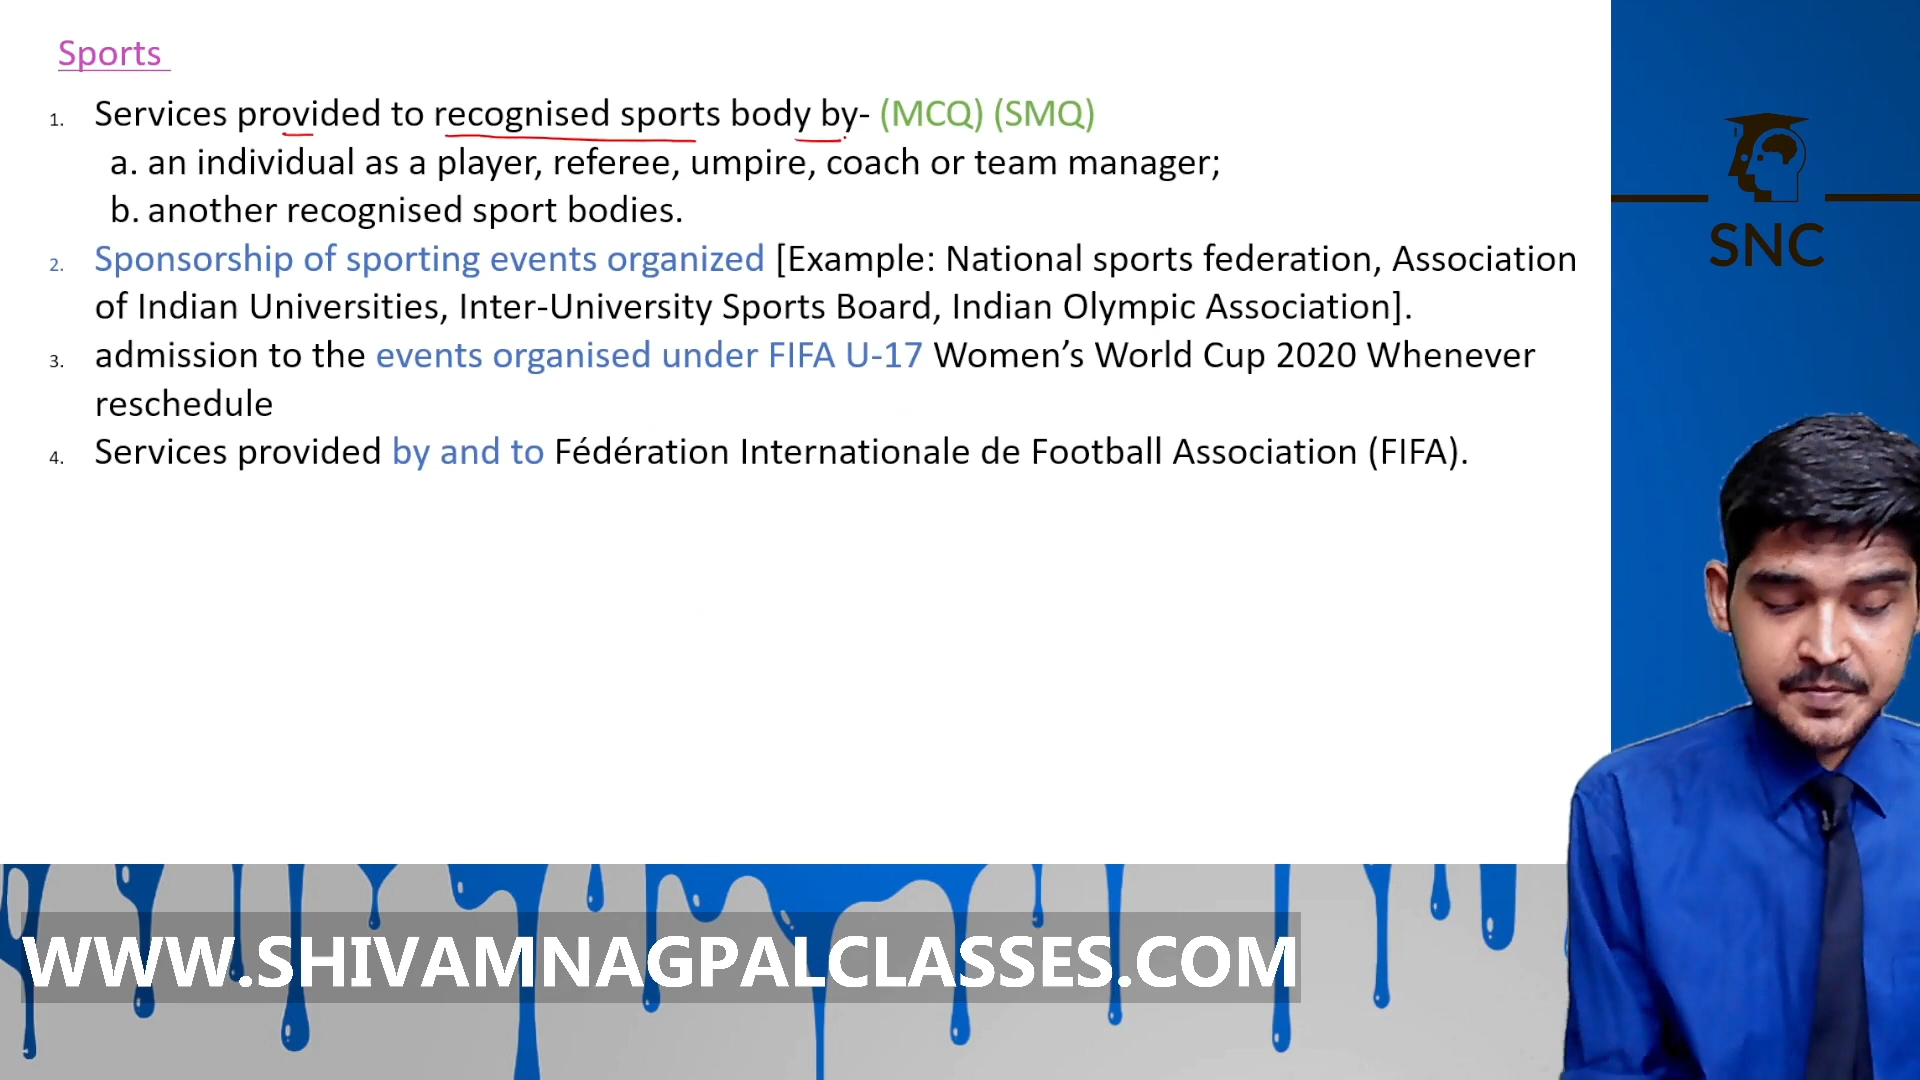 Sports
1. Services provided to recognised sports body by- (MCQ) (SMQ)
a. an individual as a player, referee, umpire, coach or team manager;
b. another recognised sport bodies.
2. Sponsorship of sporting events organized [Example: National sports federation, Association
of Indian Universities, Inter-University Sports Board, Indian Olympic Association].
3. admission to the events organised under FIFA U-17 Women’s World Cup 2020 Whenever
reschedule
4. Services provided by and to Fédération Internationale de Football Association (FIFA).
SNC
WWW.SHIVAMNAGPALCLASSES.COM